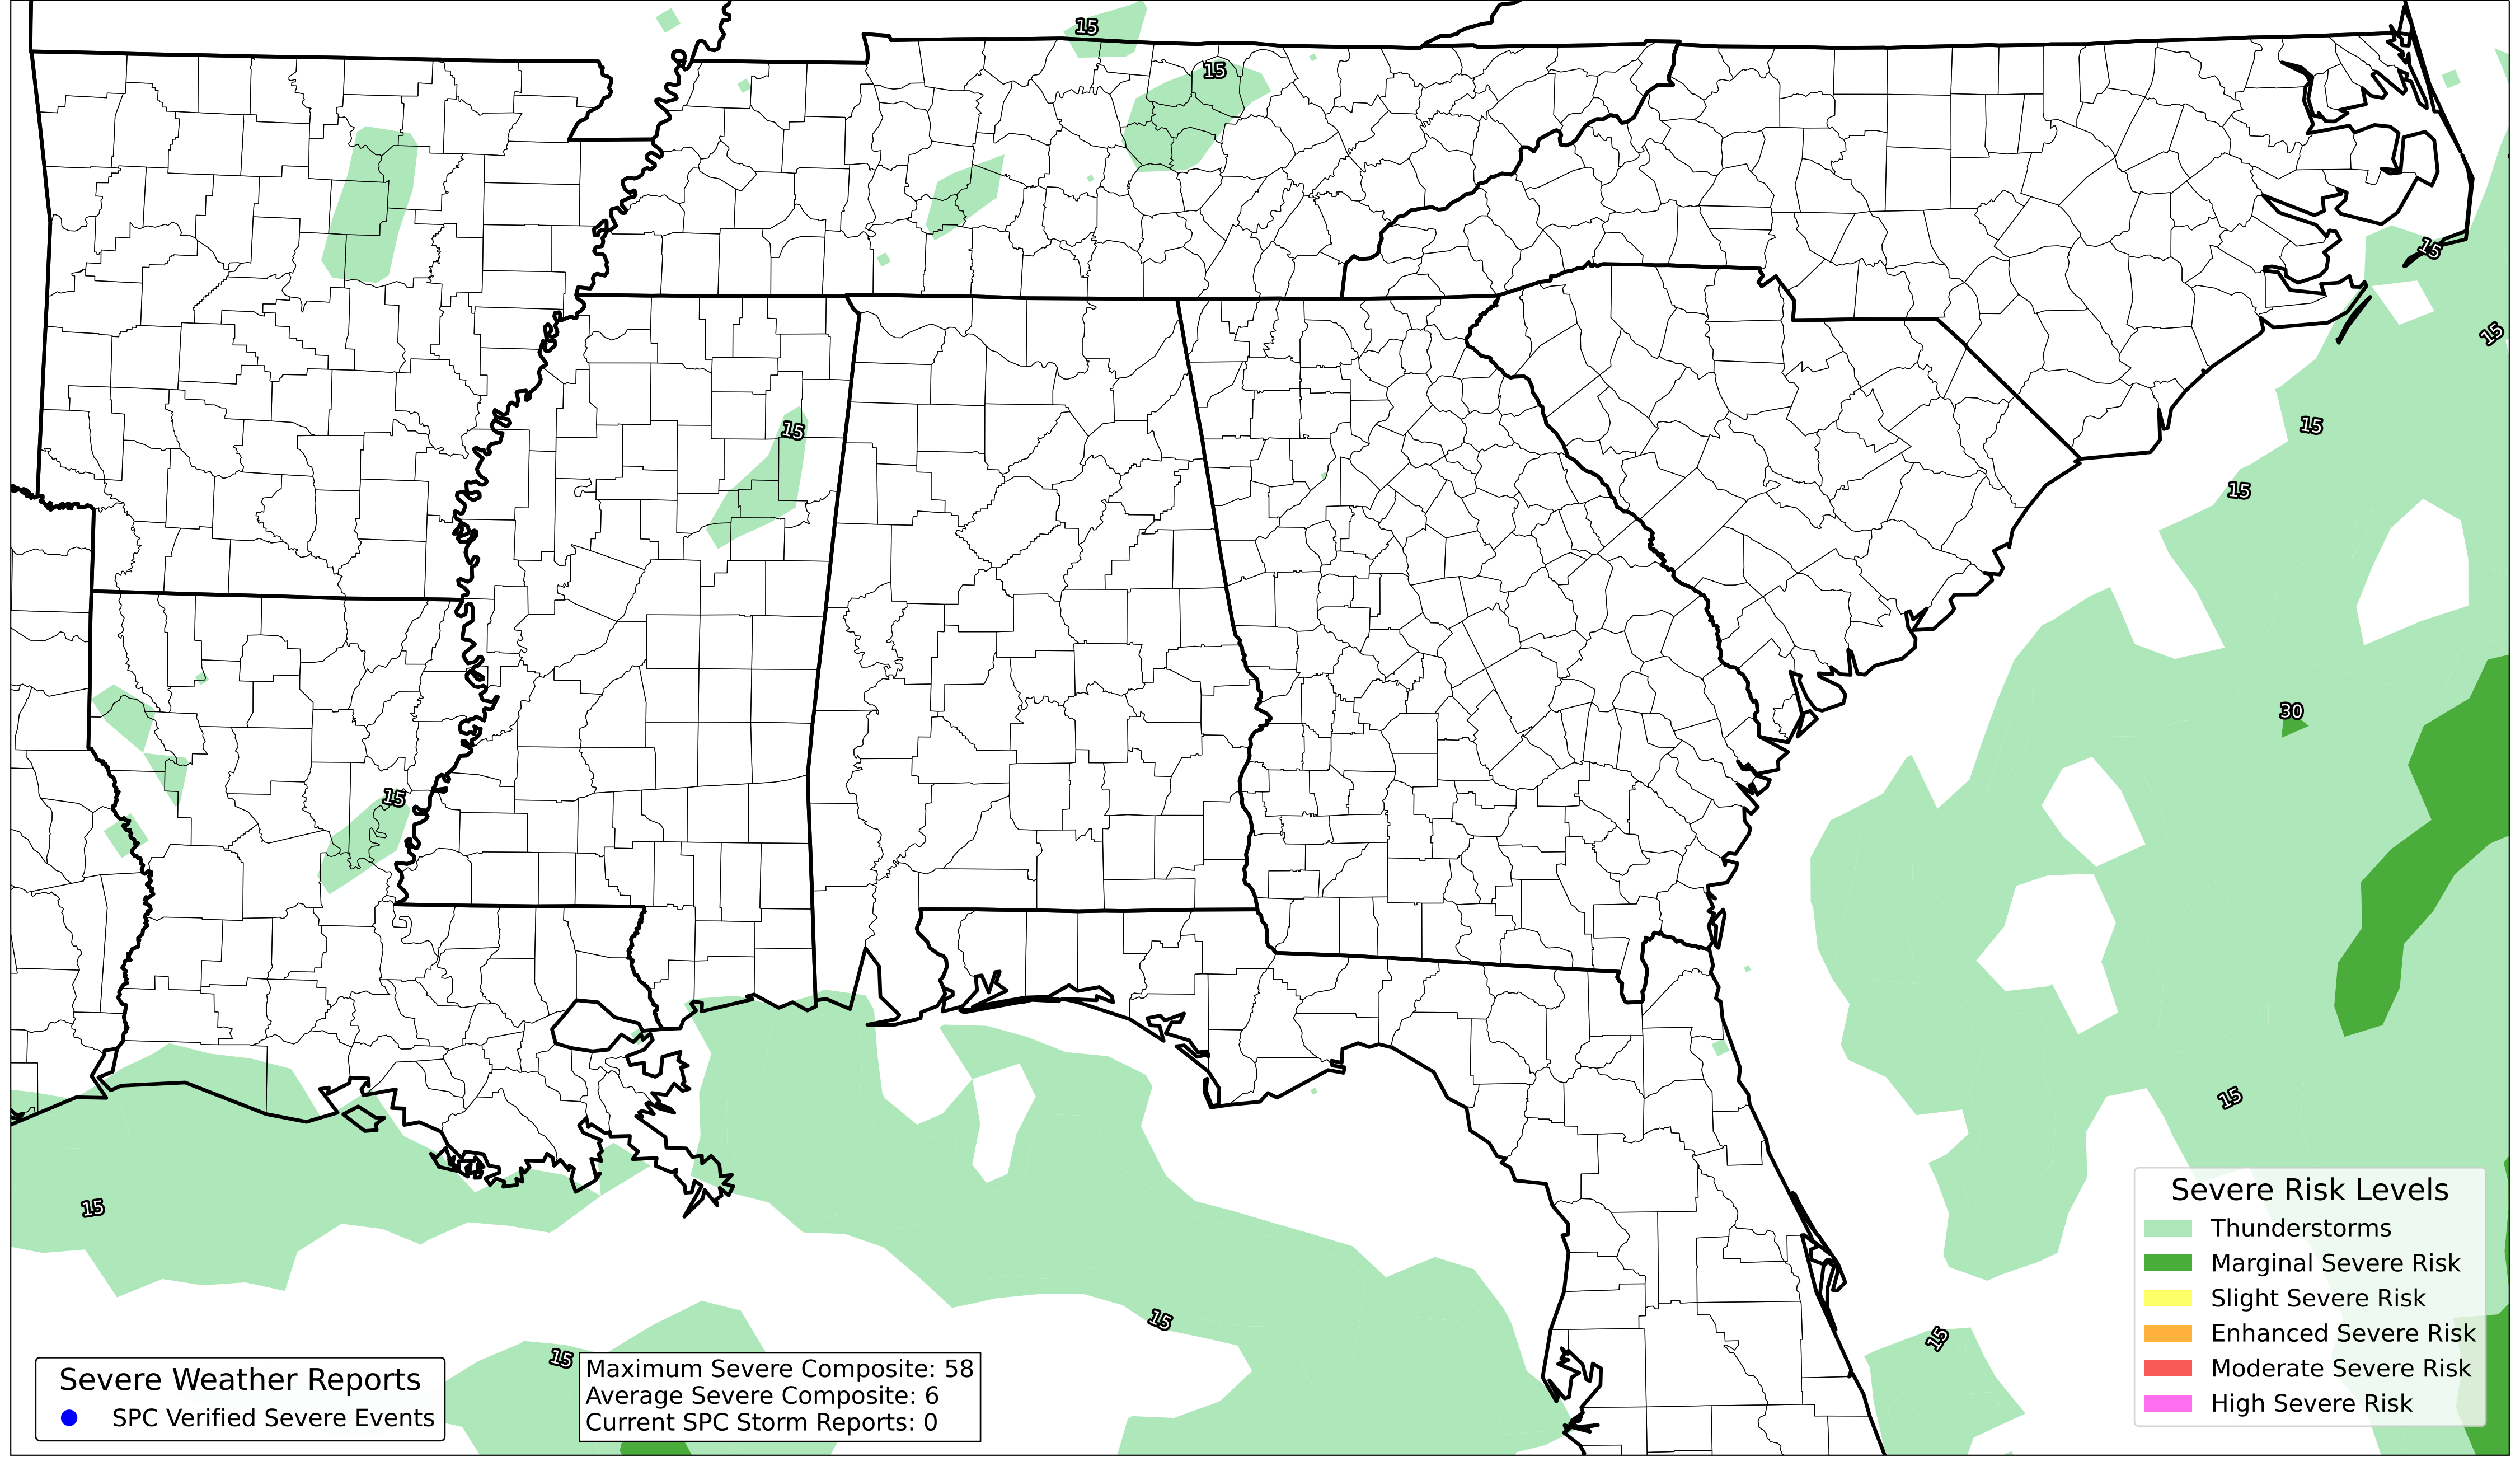 15
15
15
15
15
15
15
15
30
15
15
15
15
15
Severe Risk Levels
Thunderstorms
Marginal Severe Risk
Slight Severe Risk
Enhanced Severe Risk
Moderate Severe Risk
High Severe Risk
Severe Weather Reports
SPC Verified Severe Events
Maximum Severe Composite: 58
Average Severe Composite: 6
Current SPC Storm Reports: 0